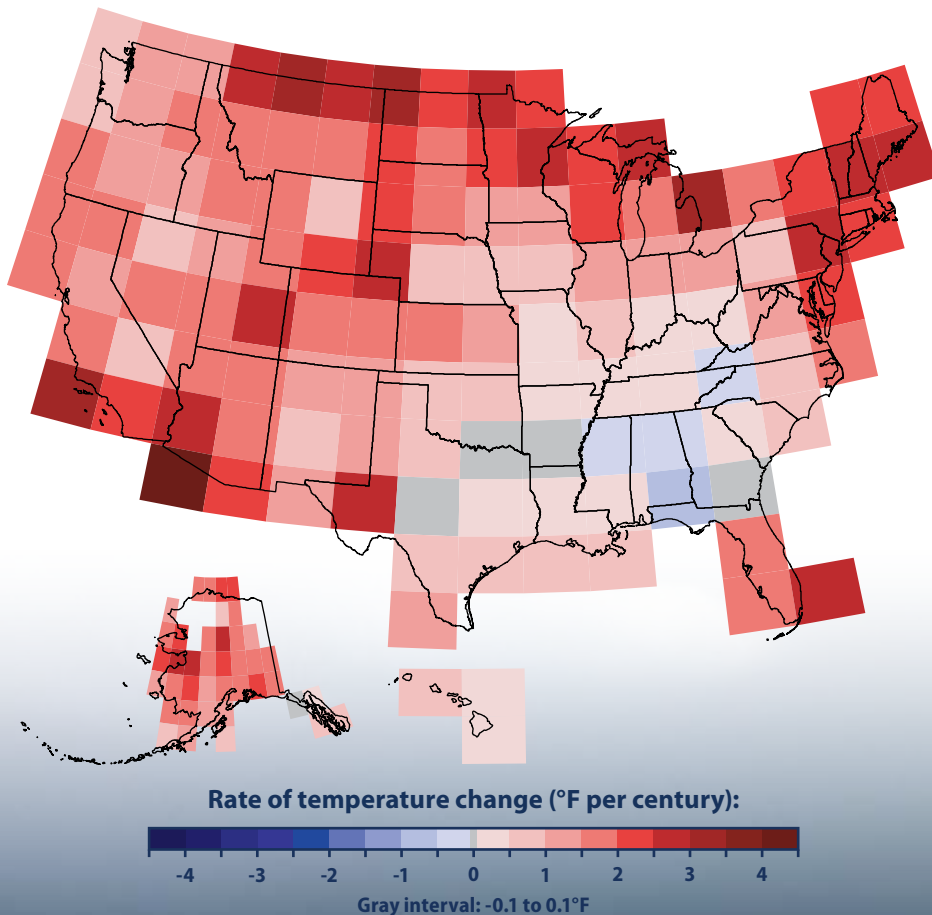 Rate of temperature change (°F per century):
-4 -3 -2 -1 0 1 2 3 4
Gray interval: -0.1 to 0.1°F